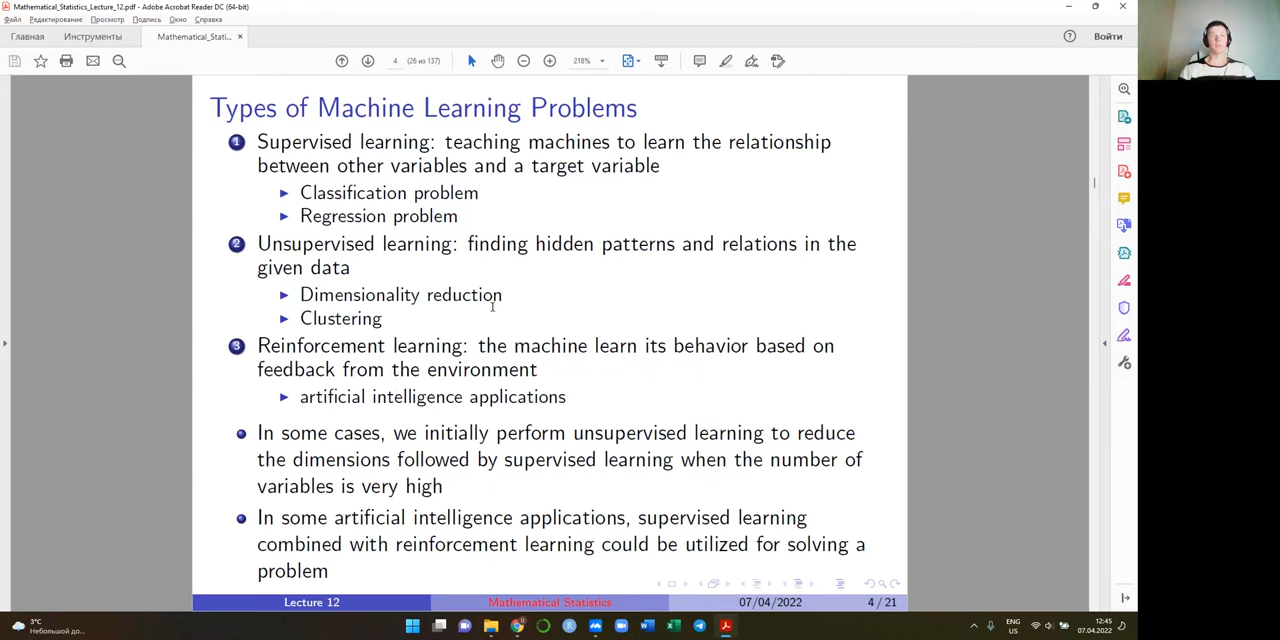 Mathematical_Statistics_Lecture_12.pdf - Adobe Acrobat Reader DC (64-bit)
Файл Редактирование Просмотр Подпись Окно Справка
Главная Инструменты Mathematical_Stati... × Войти
4 (26 из 137) 218%
Types of Machine Learning Problems
1 Supervised learning: teaching machines to learn the relationship
between other variables and a target variable
Classification problem
Regression problem
2 Unsupervised learning: finding hidden patterns and relations in the
given data
Dimensionality reduction
Clustering
3 Reinforcement learning: the machine learn its behavior based on
feedback from the environment
artificial intelligence applications
In some cases, we initially perform unsupervised learning to reduce
the dimensions followed by supervised learning when the number of
variables is very high
In some artificial intelligence applications, supervised learning
combined with reinforcement learning could be utilized for solving a
problem
Lecture 12 Mathematical Statistics 07/04/2022 4 / 21
3°C
Небольшой до...
ENG
US
12:45
07.04.2022